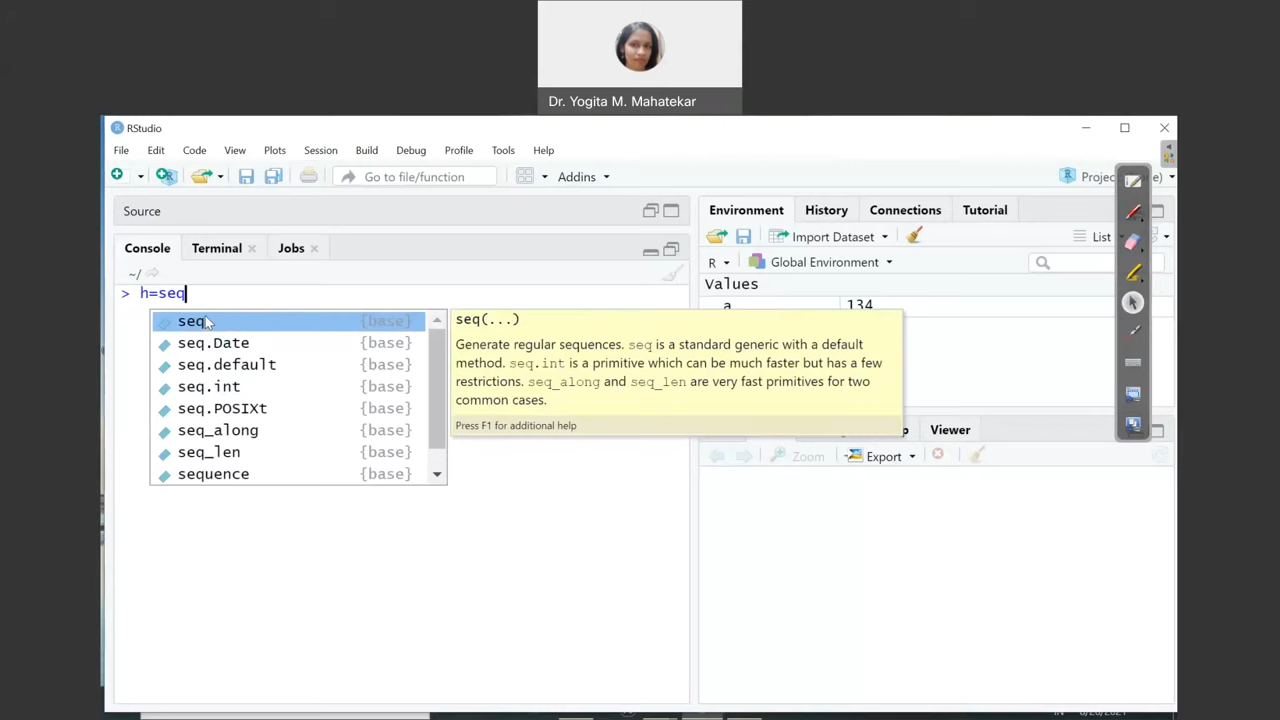 Dr. Yogita M. Mahatekar
RStudio
File Edit Code View Plots Session Build Debug Profile Tools Help
Go to file/function Addins
Source
Console Terminal Jobs
~/
> h=seq
seq {base}
seq.Date {base}
seq.default {base}
seq.int {base}
seq.POSIXt {base}
seq_along {base}
seq_len {base}
sequence {base}
seq(...)
Generate regular sequences. seq is a standard generic with a default
method. seq.int is a primitive which can be much faster but has a few
restrictions. seq_along and seq_len are very fast primitives for two
common cases.
Press F1 for additional help
Environment History Connections Tutorial
Import Dataset List
R Global Environment
Values
a 134
Viewer
Zoom Export